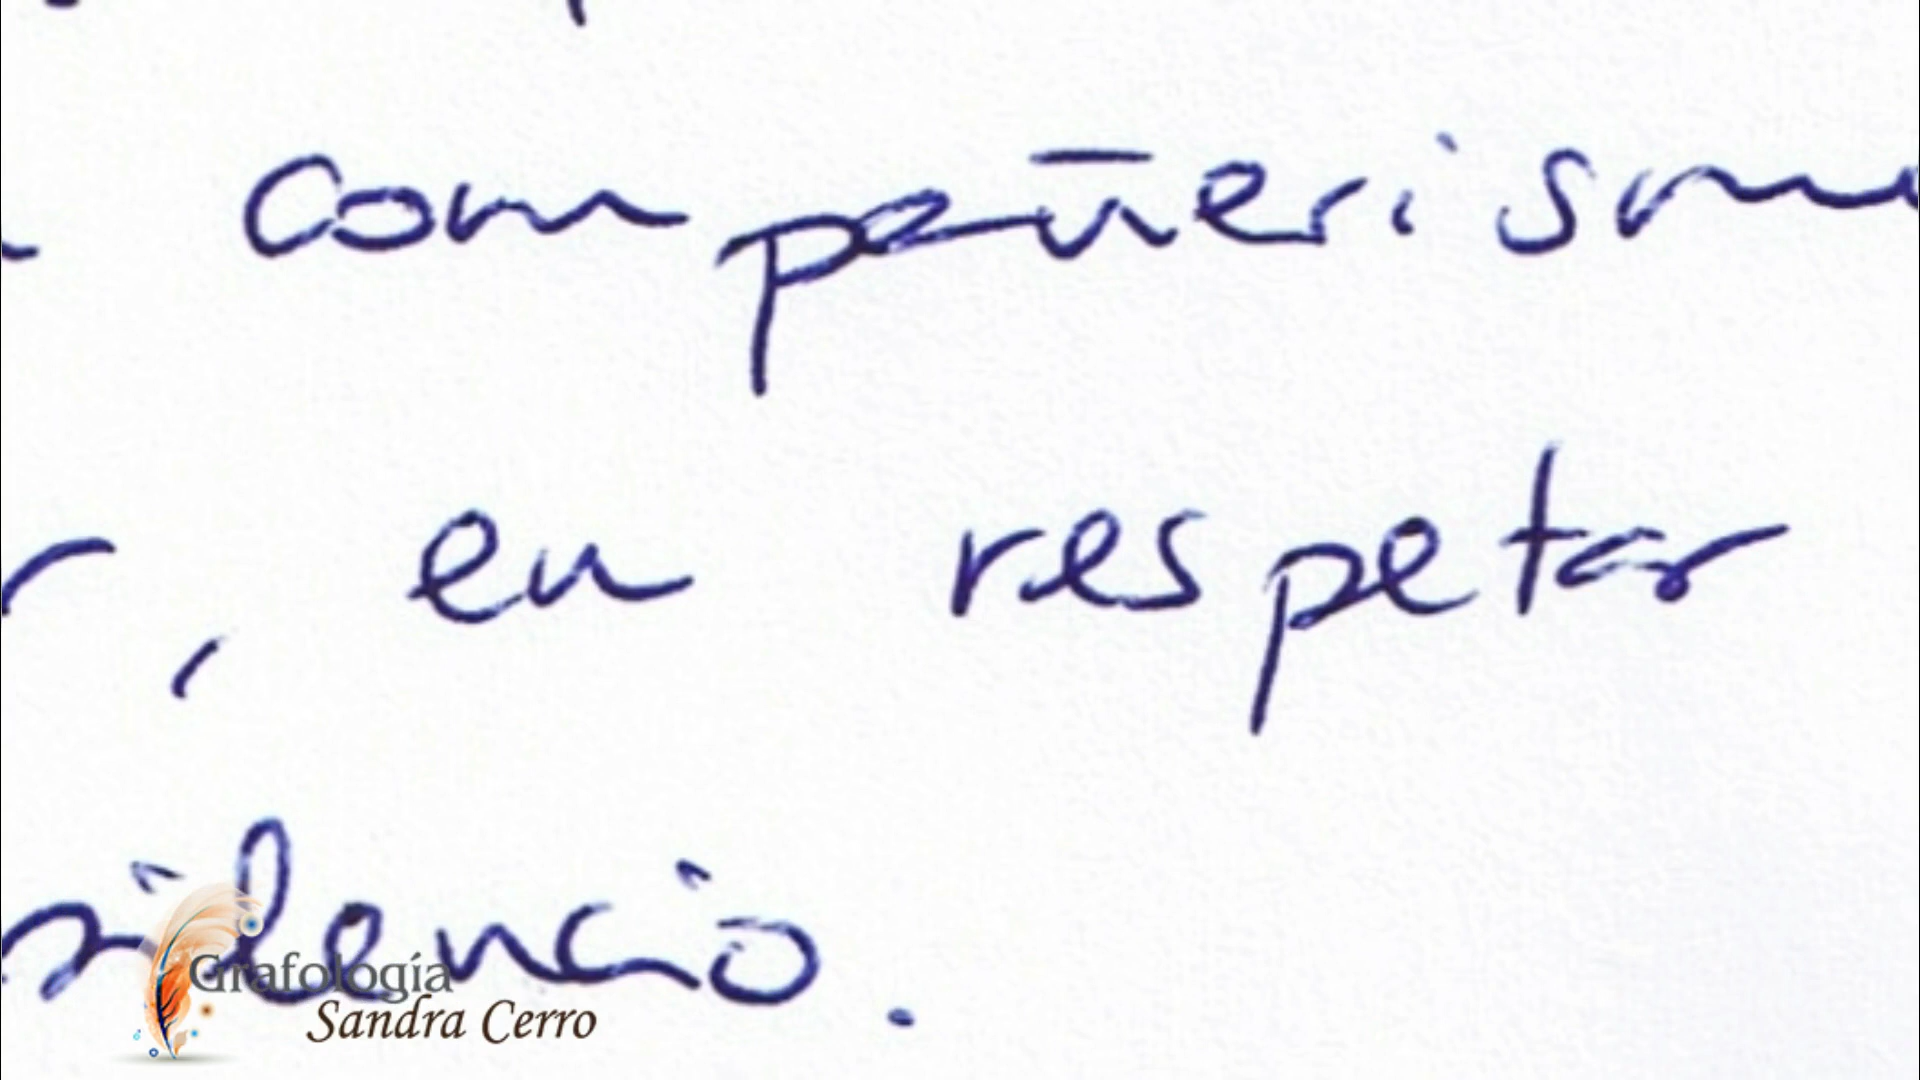 compañerismo
r, en respetar
silencio.
Grafología
Sandra Cerro